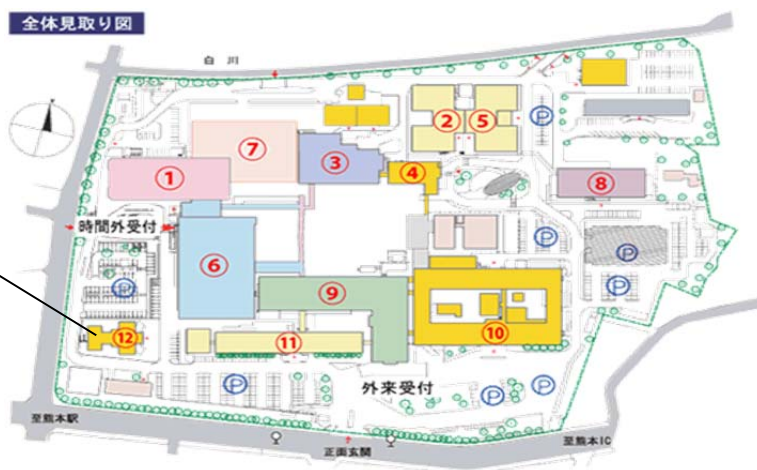 全体見取り図
白川
② ⑤
Ⓟ
⑦
③
①
④
⑧
時間外受付
Ⓟ
Ⓟ
⑥
Ⓟ
Ⓟ
⑨
⑫
⑩
⑪
Ⓟ
外来受付
Ⓟ
Ⓟ
至熊本駅
正面玄関
至熊本IC